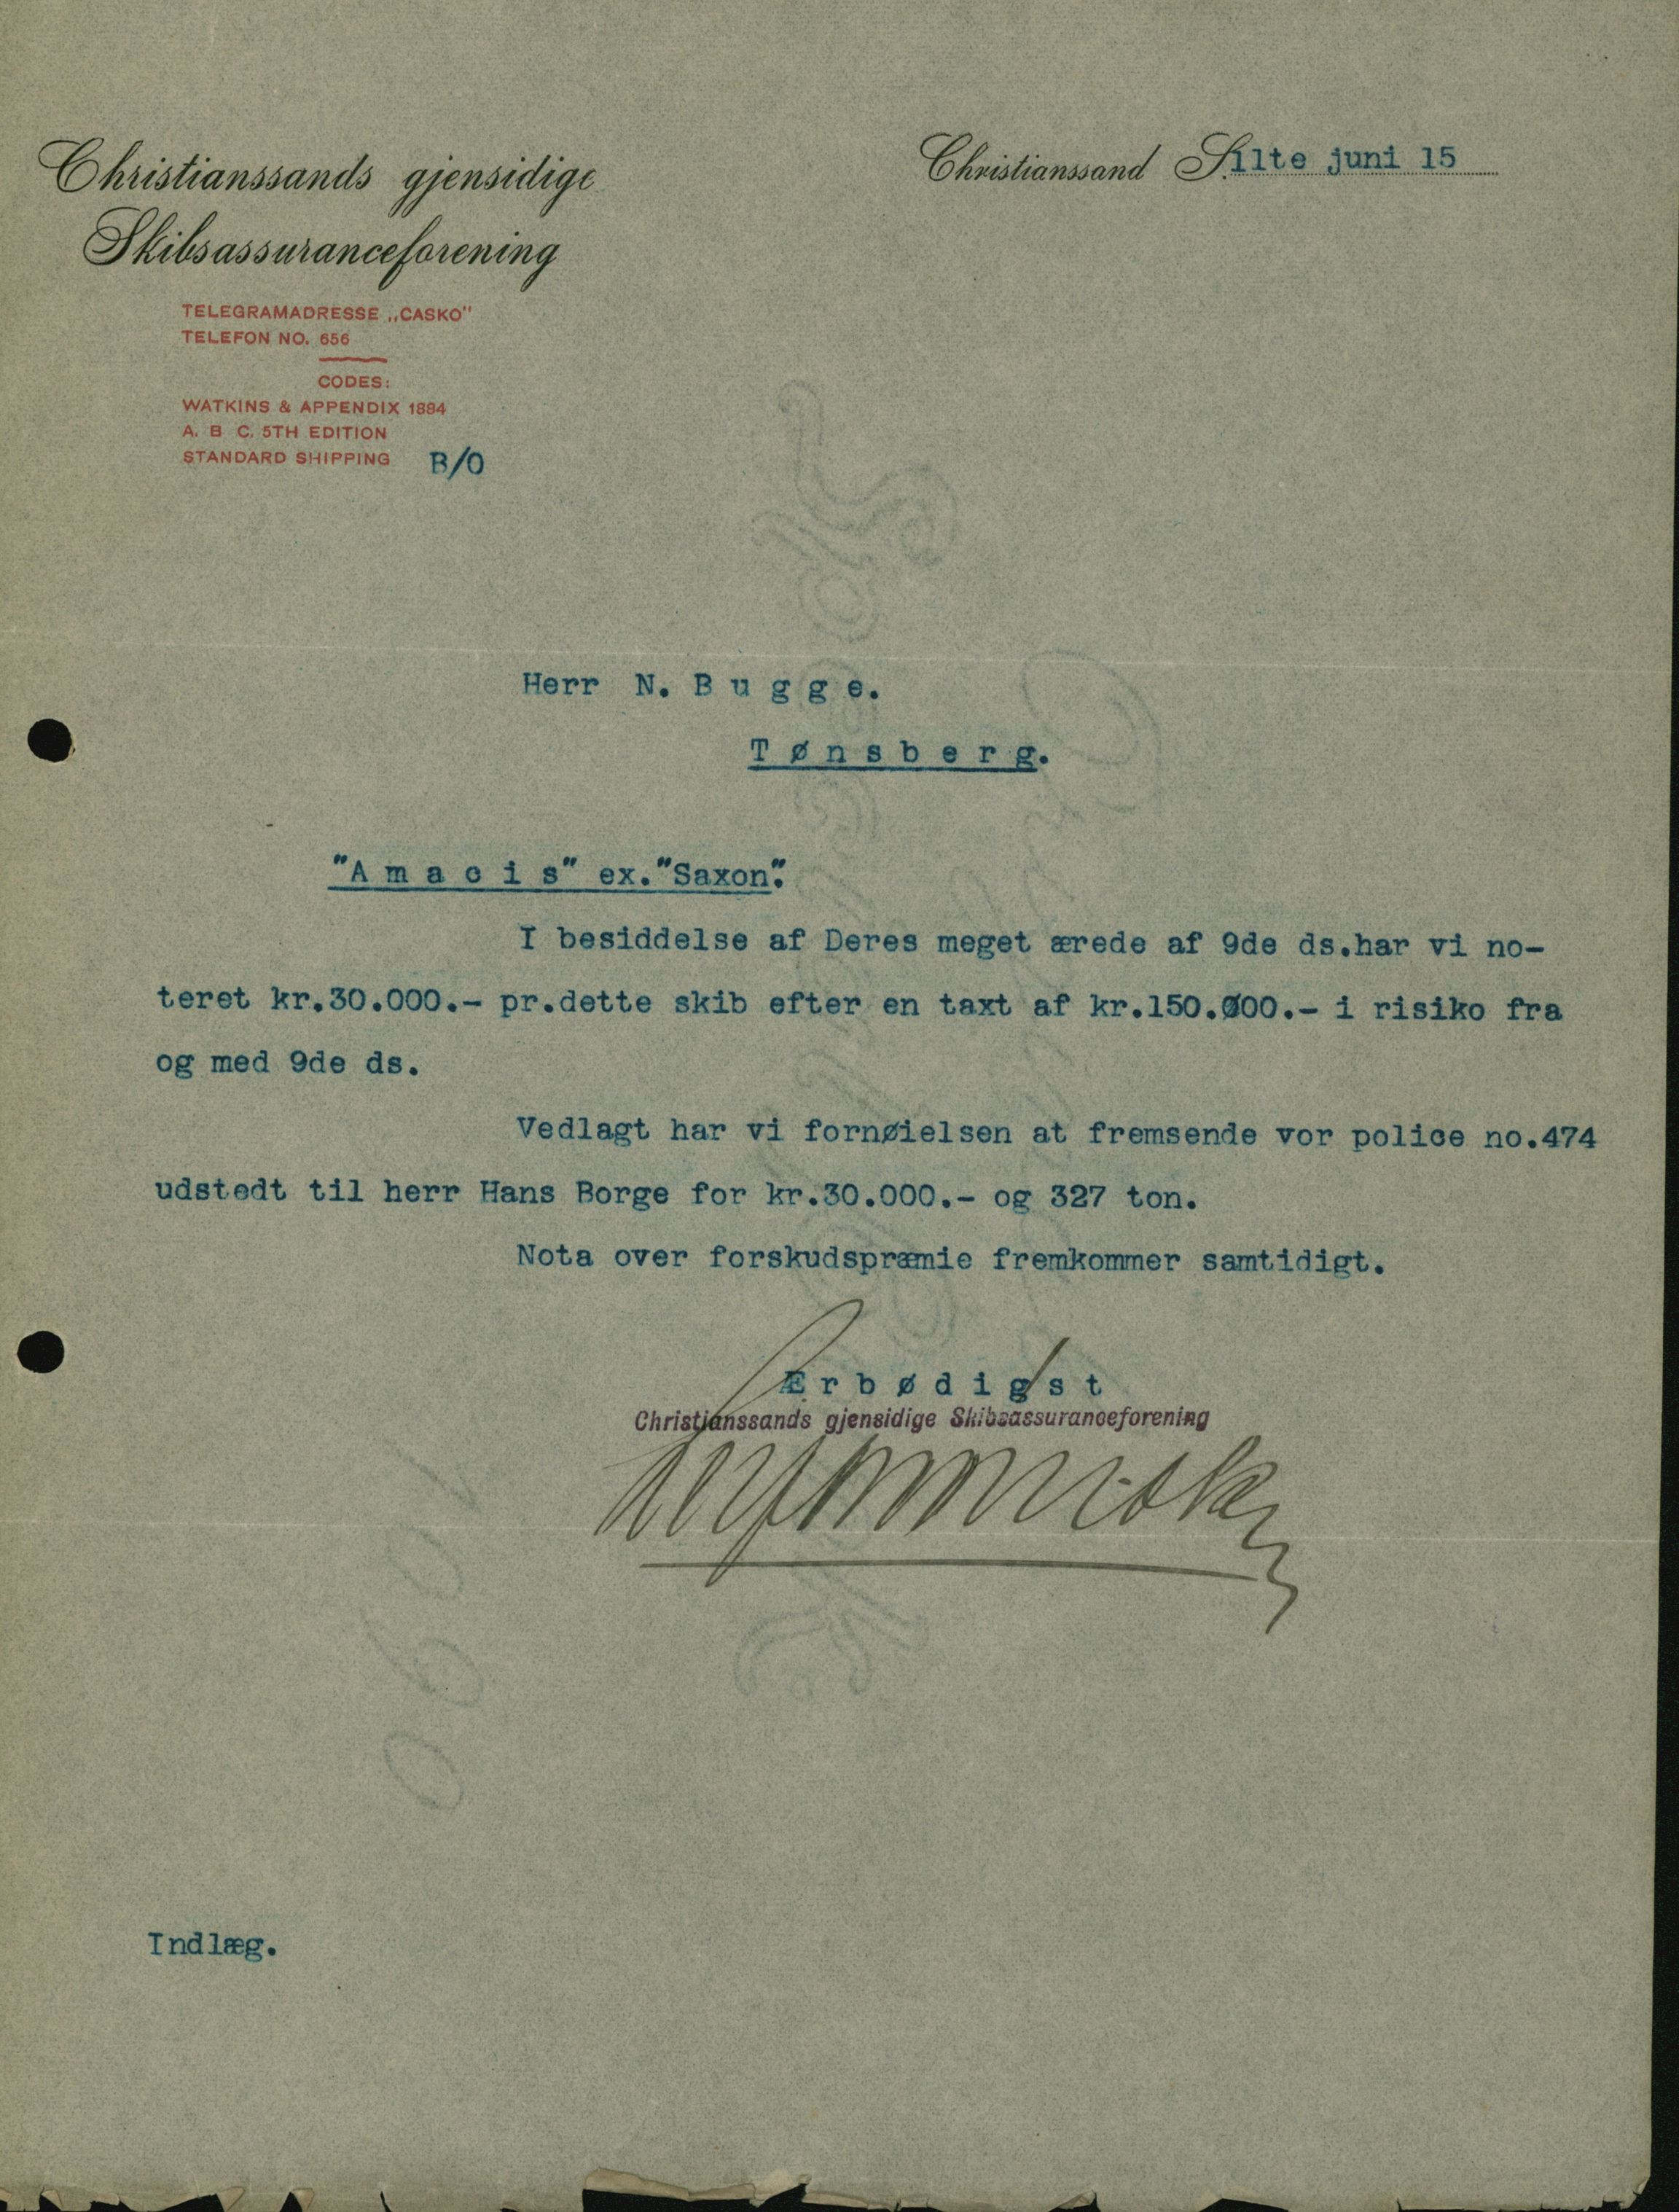 Christianssands gjensidige
Skibsassuranceforening
TELEGRAMADRESSE „CASKO"
TELEFON NO. 656
CODES:
WATKINS & APPENDIX 1884
A. B C. 5TH EDITION
STANDARD SHIPPING B/O
Christianssand S. 11te juni 15
Herr N. B u g g e.
T ø n s b e r g.
"A m a c i s" ex."Saxon".
I besiddelse af Deres meget ærede af 9de ds.har vi no-
teret kr.30.000.- pr.dette skib efter en taxt af kr.150.000.- i risiko fra
og med 9de ds.
Vedlagt har vi fornøielsen at fremsende vor police no.474
udstedt til herr Hans Borge for kr.30.000.- og 327 ton.
Nota over forskudspræmie fremkommer samtidigt.
Æ r b ø d i g s t
Christianssands gjensidige Skibsassuranceforening
Indlæg.